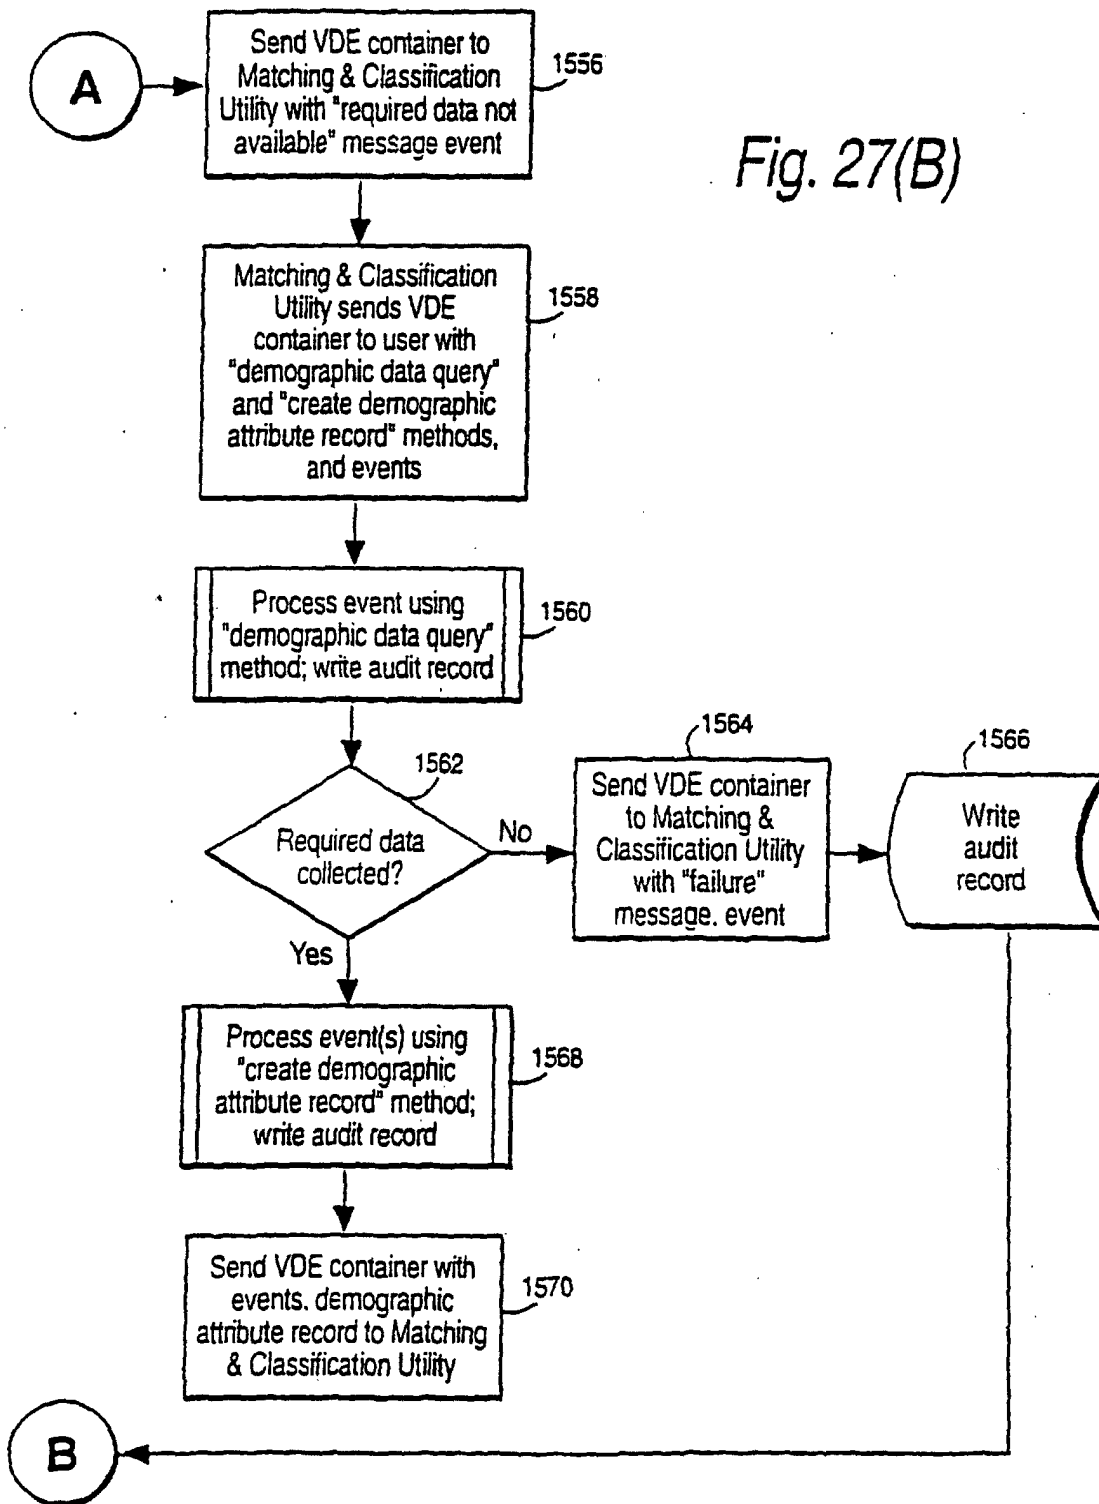 A
Send VDE container to
Matching & Classification
Utility with "required data not
available" message event
1556
Fig. 27(B)
Matching & Classification
Utility sends VDE
container to user with
"demographic data query"
and "create demographic
attribute record" methods,
and events
1558
Process event using
"demographic data query"
method; write audit record
1560
Required data
collected?
1562
No
Yes
Send VDE container
to Matching &
Classification Utility
with "failure"
message. event
1564
Write
audit
record
1566
Process event(s) using
"create demographic
attribute record" method;
write audit record
1568
Send VDE container with
events. demographic
attribute record to Matching
& Classification Utility
1570
B